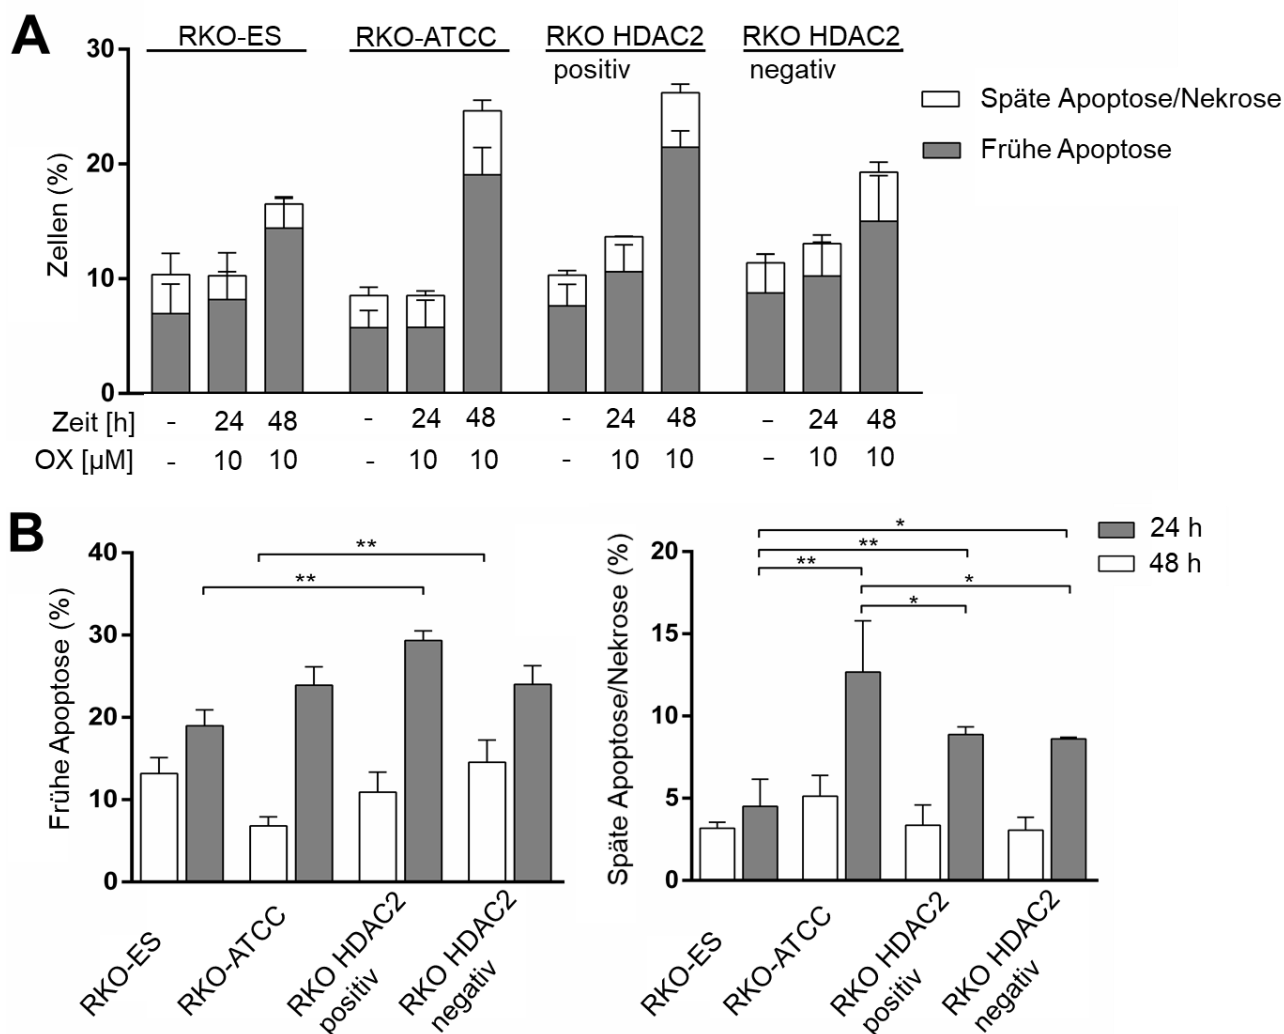 A
RKO-ES RKO-ATCC RKO HDAC2 positiv RKO HDAC2 negativ
Späte Apoptose/Nekrose
Frühe Apoptose
Zellen (%)
30
20
10
0
Zeit [h] - 24 48 - 24 48 - 24 48 - 24 48
OX [µM] - 10 10 - 10 10 - 10 10 - 10 10
B
24 h
48 h
Frühe Apoptose (%)
40
30
20
10
0
**
**
RKO-ES
RKO-ATCC
RKO HDAC2
positiv
RKO HDAC2
negativ
Späte Apoptose/Nekrose (%)
20
15
10
5
0
*
**
**
*
*
RKO-ES
RKO-ATCC
RKO HDAC2
positiv
RKO HDAC2
negativ